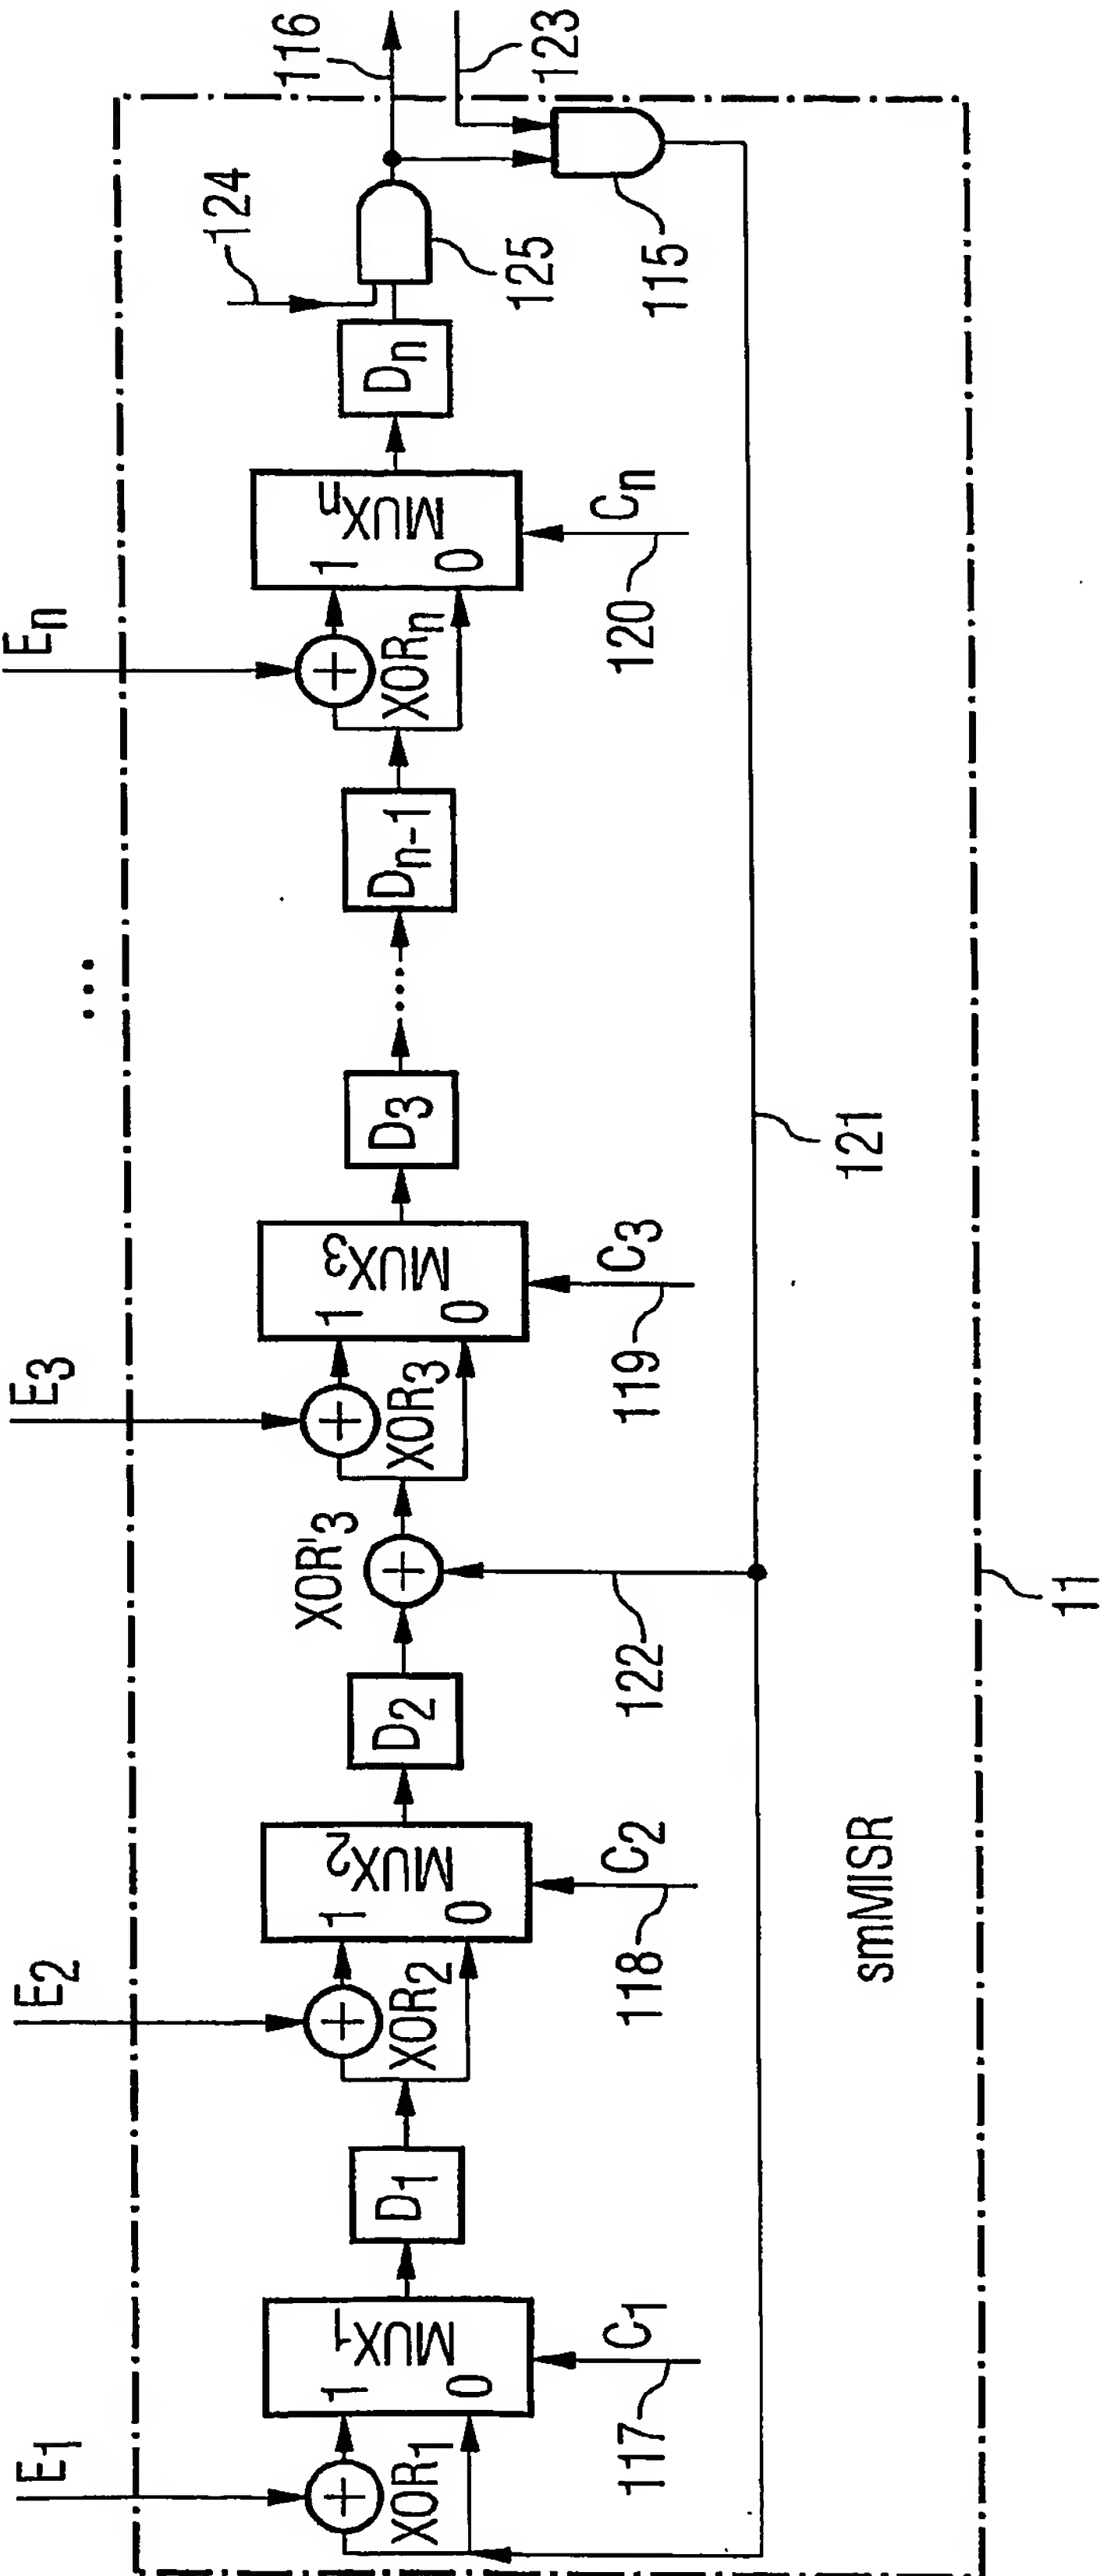 E1
E2
E3
...
En
124
116
XOR1
1
0
MUX1
D1
XOR2
1
0
MUX2
D2
XOR'3
XOR3
1
0
MUX3
D3
...
Dn-1
XORn
1
0
MUXn
Dn
125
123
115
117
C1
118
C2
122
119
C3
120
Cn
121
smMISR
11